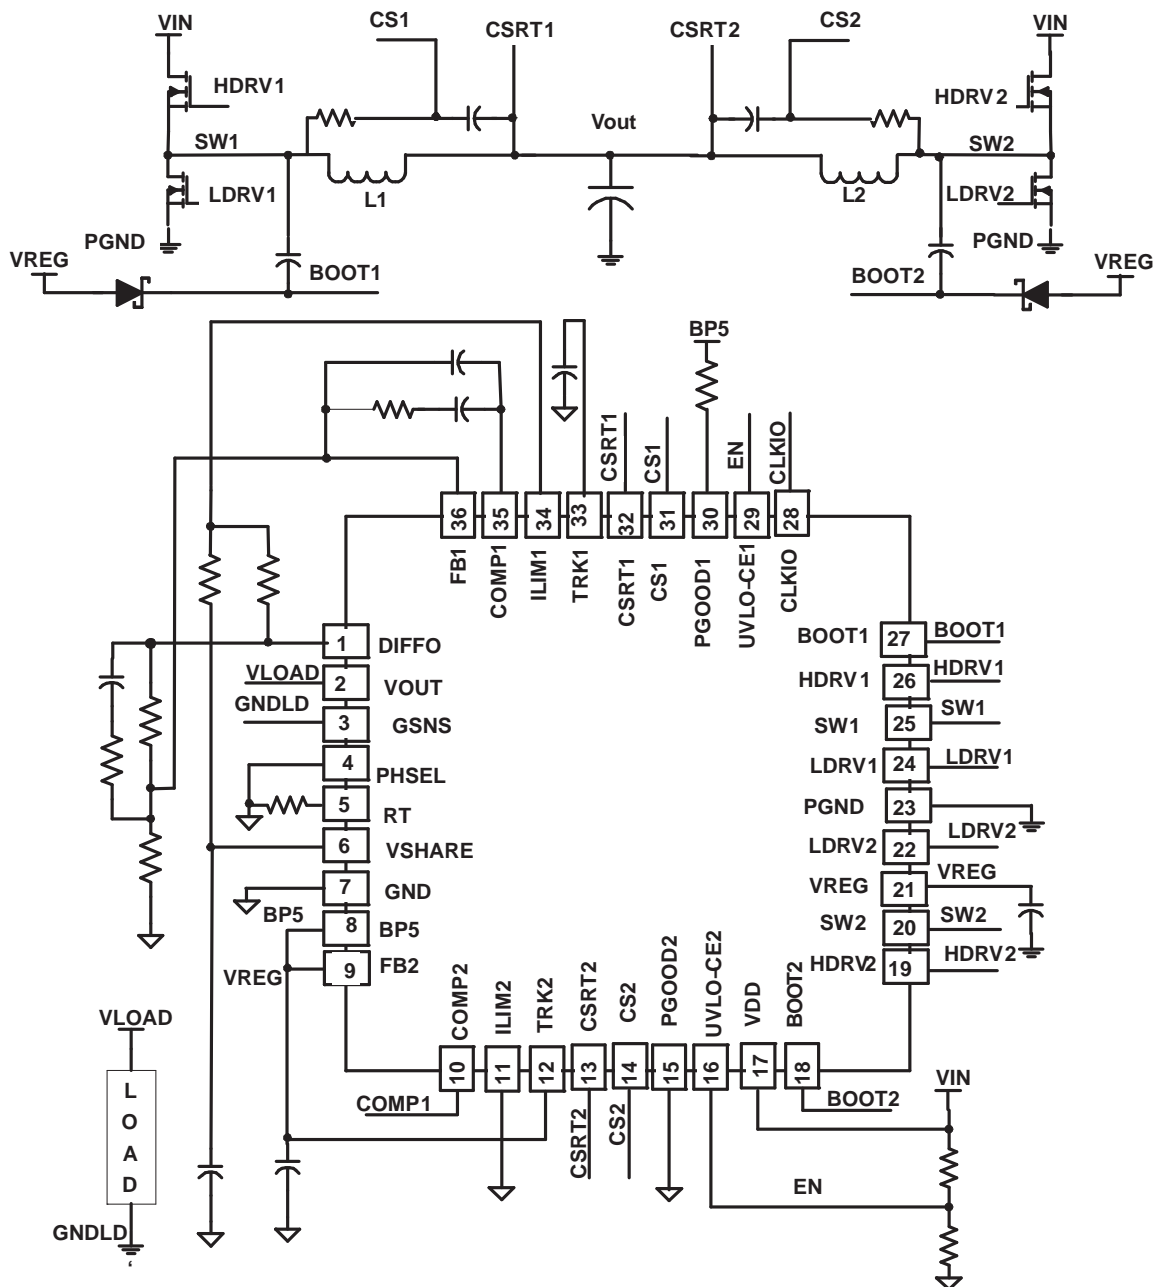 VIN
CS1
CSRT1
CSRT2
CS2
VIN
HDRV1
HDRV2
Vout
SW1
SW2
LDRV1
L1
L2
LDRV2
PGND
PGND
VREG
BOOT1
BOOT2
VREG
BP5
CSRT1
CS1
EN
CLKIO
36
35
34
33
32
31
30
29
28
FB1
COMP1
ILIM1
TRK1
CSRT1
CS1
PGOOD1
UVLO-CE1
CLKIO
1
DIFFO
BOOT1
27
BOOT1
VLOAD
2
VOUT
HDRV1
26
HDRV1
GNDLD
3
GSNS
SW1
25
SW1
4
PHSEL
LDRV1
24
LDRV1
5
RT
PGND
23
6
VSHARE
LDRV2
22
LDRV2
7
GND
VREG
21
VREG
BP5
8
BP5
SW2
20
SW2
VREG
9
FB2
HDRV2
19
HDRV2
COMP2
ILIM2
TRK2
CSRT2
CS2
PGOOD2
UVLO-CE2
VDD
BOOT2
10
11
12
13
14
15
16
17
18
COMP1
CSRT2
CS2
BOOT2
VIN
EN
VLOAD
L
O
A
D
GNDLD